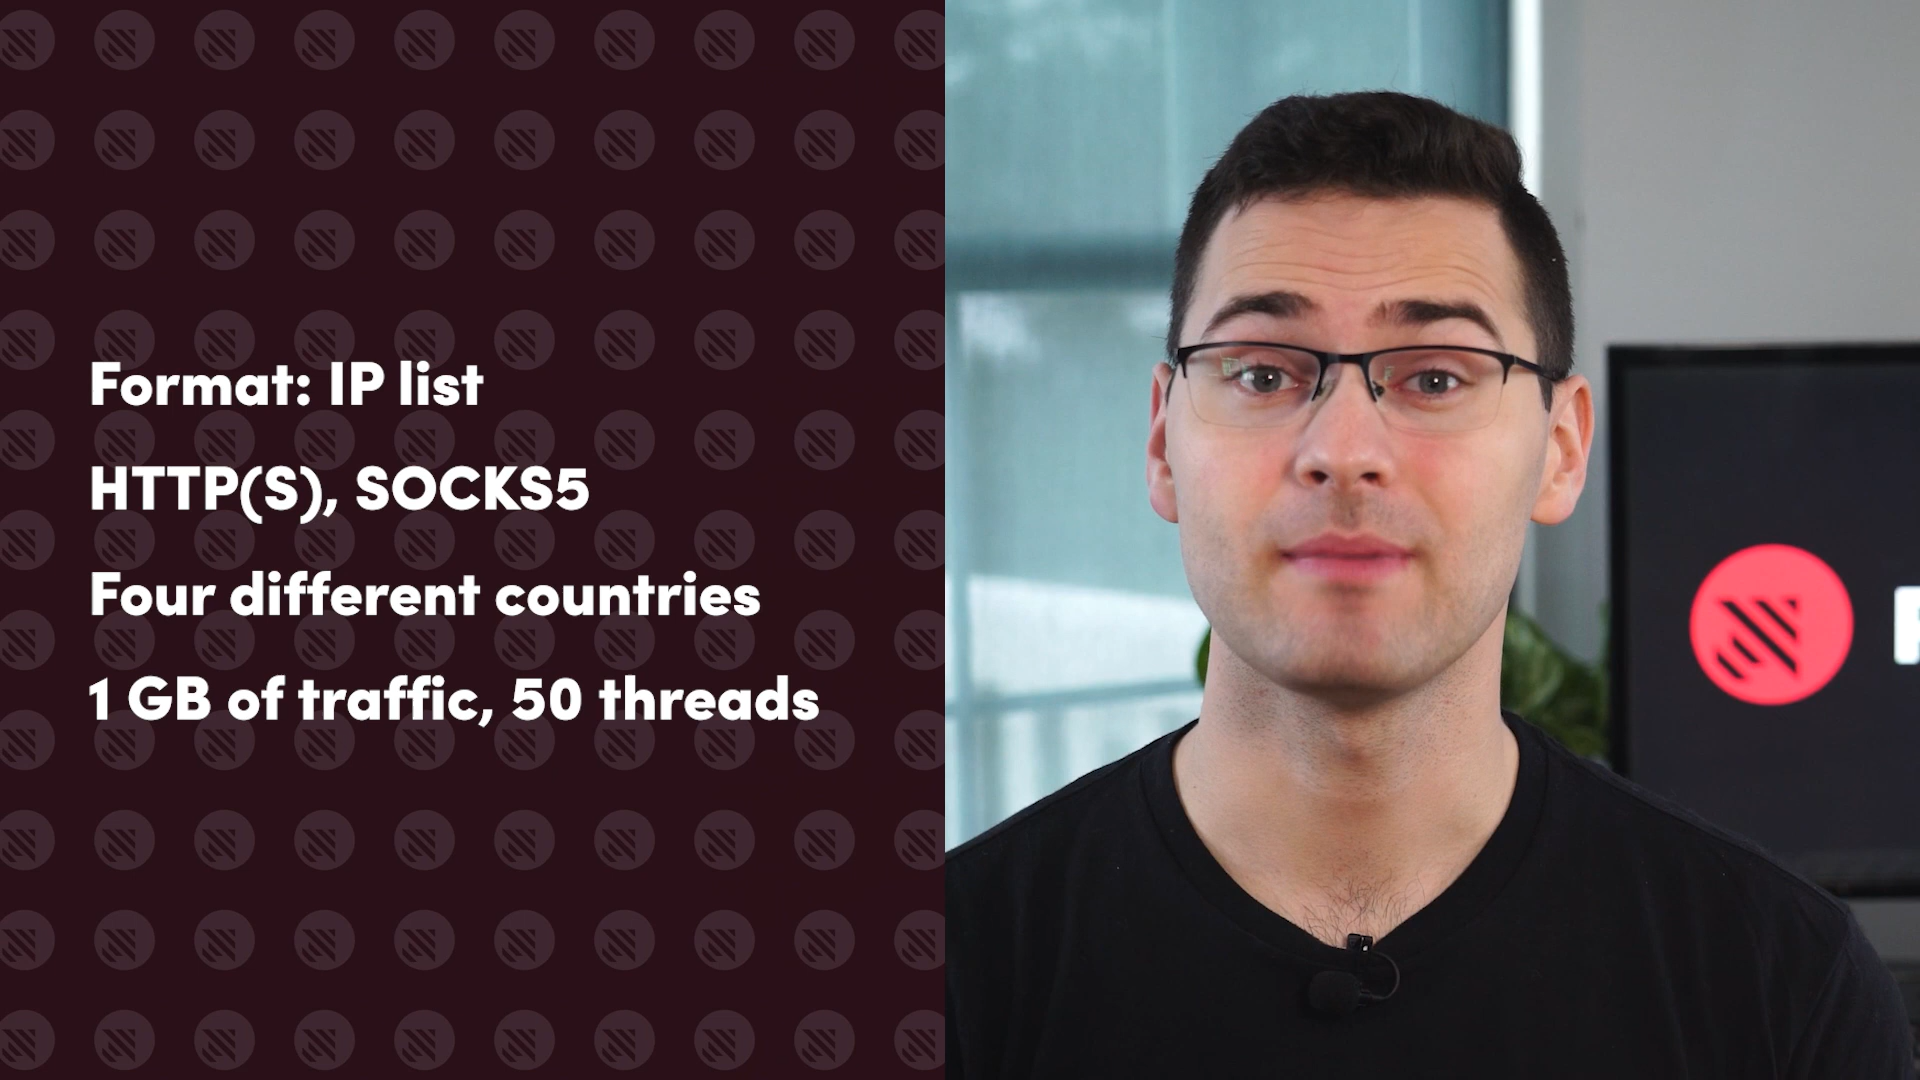 Format: IP list
HTTP(S), SOCKS5
Four different countries
1 GB of traffic, 50 threads